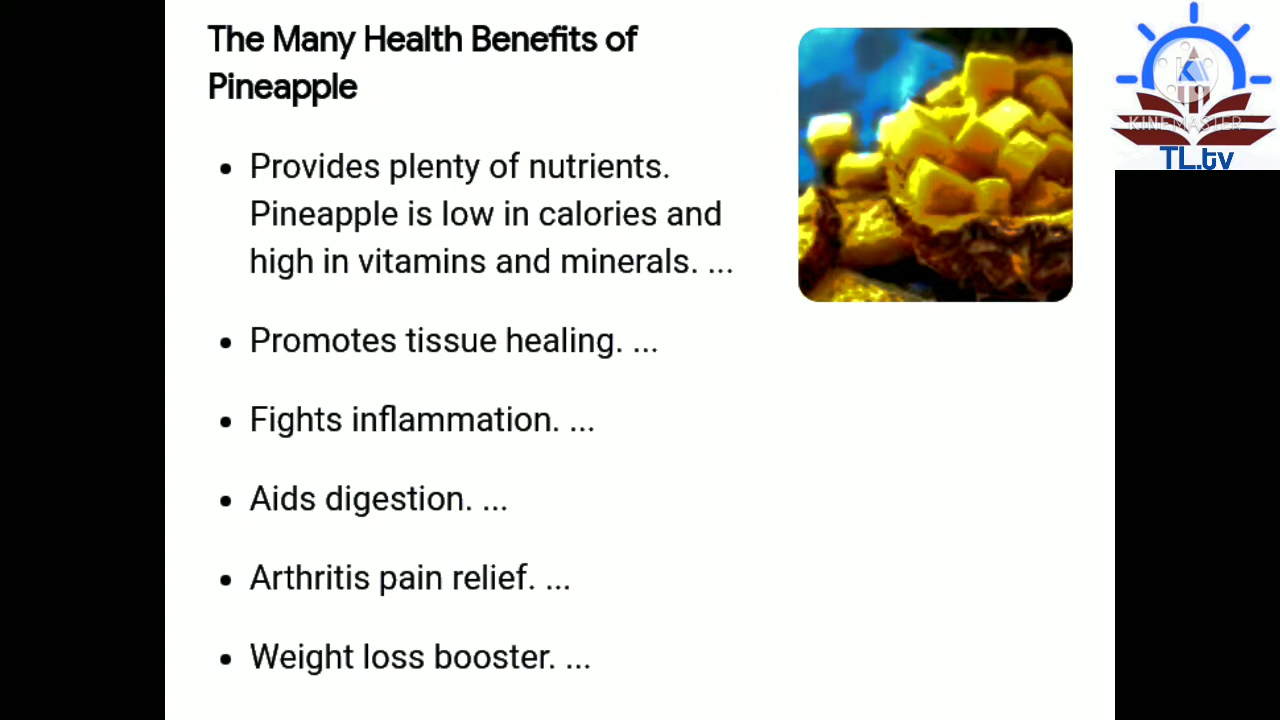 The Many Health Benefits of
Pineapple
• Provides plenty of nutrients.
Pineapple is low in calories and
high in vitamins and minerals. ...
• Promotes tissue healing. ...
• Fights inflammation. ...
• Aids digestion. ...
• Arthritis pain relief. ...
• Weight loss booster. ...
K
KINEMASTER
TL.tv